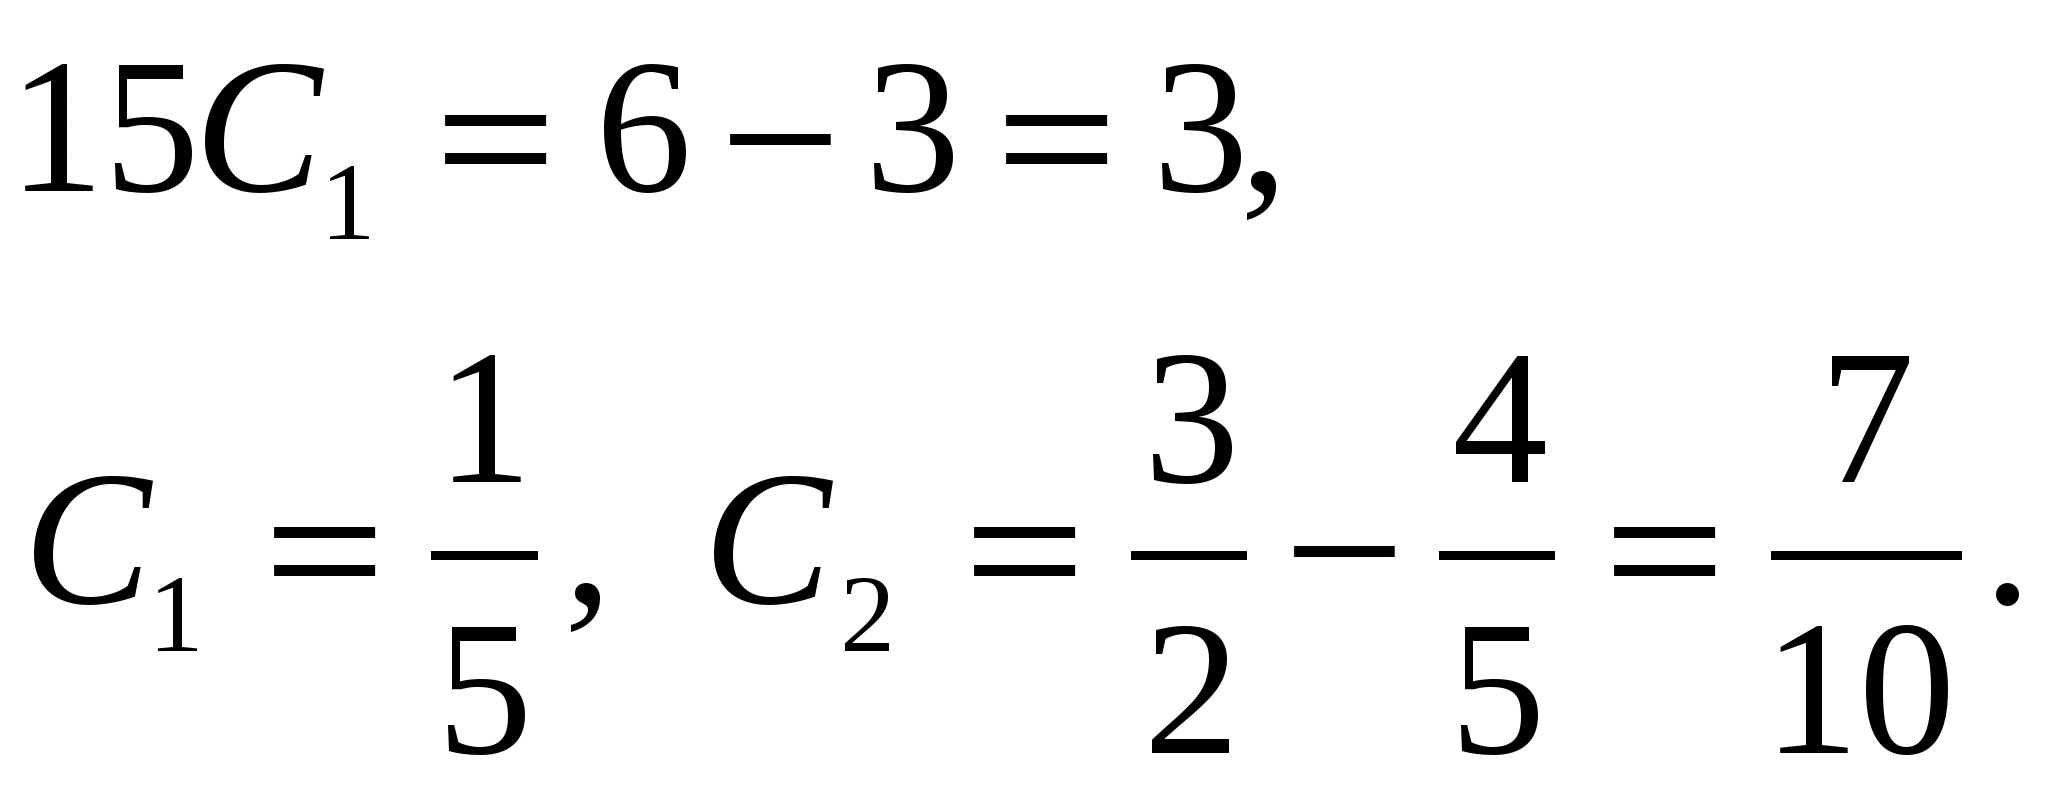 15C₁ = 6 − 3 = 3,
C₁ = 1/5, C₂ = 3/2 − 4/5 = 7/10.